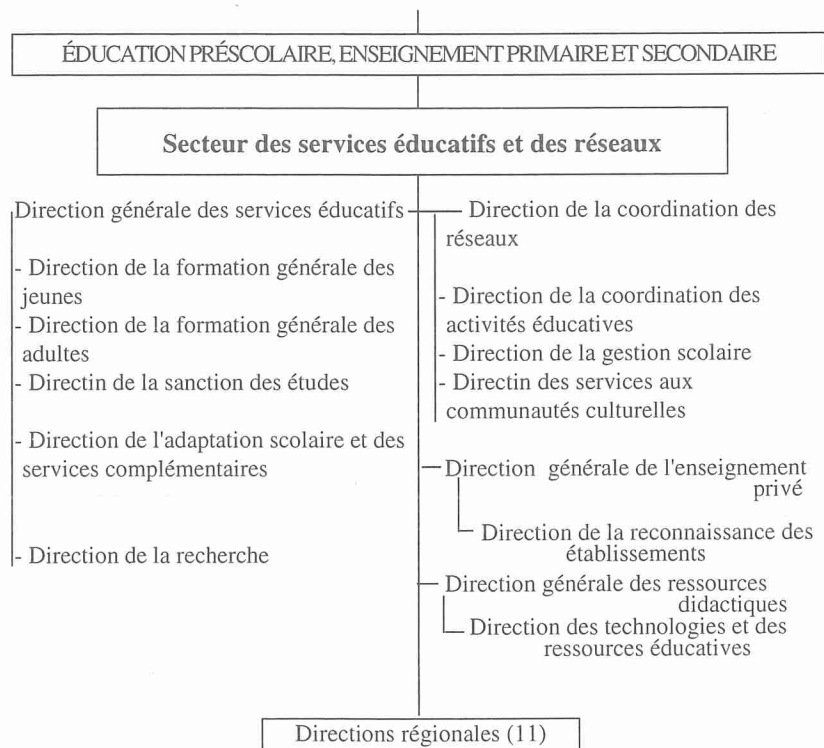 ÉDUCATION PRÉSCOLAIRE, ENSEIGNEMENT PRIMAIRE ET SECONDAIRE
Secteur des services éducatifs et des réseaux
Direction générale des services éducatifs
- Direction de la formation générale des
jeunes
- Direction de la formation générale des
adultes
- Directin de la sanction des études
- Direction de l'adaptation scolaire et des
services complémentaires
- Direction de la recherche
Direction de la coordination des
réseaux
- Direction de la coordination des
activités éducatives
- Direction de la gestion scolaire
- Directin des services aux
communautés culturelles
Direction générale de l'enseignement
privé
Direction de la reconnaissance des
établissements
Direction générale des ressources
didactiques
Direction des technologies et des
ressources éducatives
Directions régionales (11)